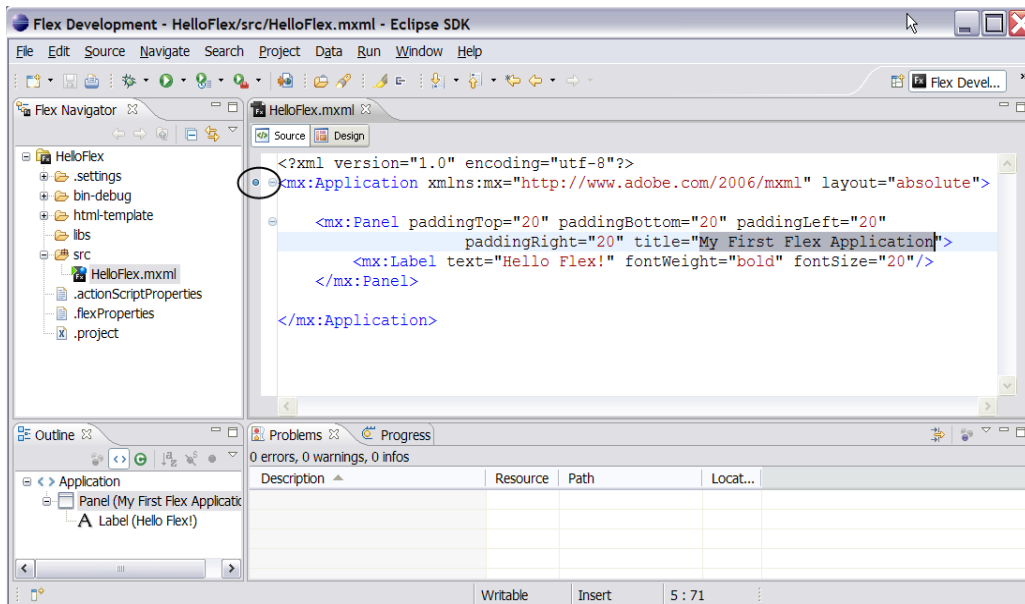 Flex Development - HelloFlex/src/HelloFlex.mxml - Eclipse SDK
File Edit Source Navigate Search Project Data Run Window Help
Flex Devel...
Flex Navigator
HelloFlex
.settings
bin-debug
html-template
libs
src
HelloFlex.mxml
.actionScriptProperties
.flexProperties
.project
HelloFlex.mxml
Source Design
<?xml version="1.0" encoding="utf-8"?>
<mx:Application xmlns:mx="http://www.adobe.com/2006/mxml" layout="absolute">
<mx:Panel paddingTop="20" paddingBottom="20" paddingLeft="20"
paddingRight="20" title="My First Flex Application">
<mx:Label text="Hello Flex!" fontWeight="bold" fontSize="20"/>
</mx:Panel>
</mx:Application>
Outline
Application
Panel (My First Flex Applicatic
Label (Hello Flex!)
Problems Progress
0 errors, 0 warnings, 0 infos
Description Resource Path Locat...
Writable Insert 5 : 71